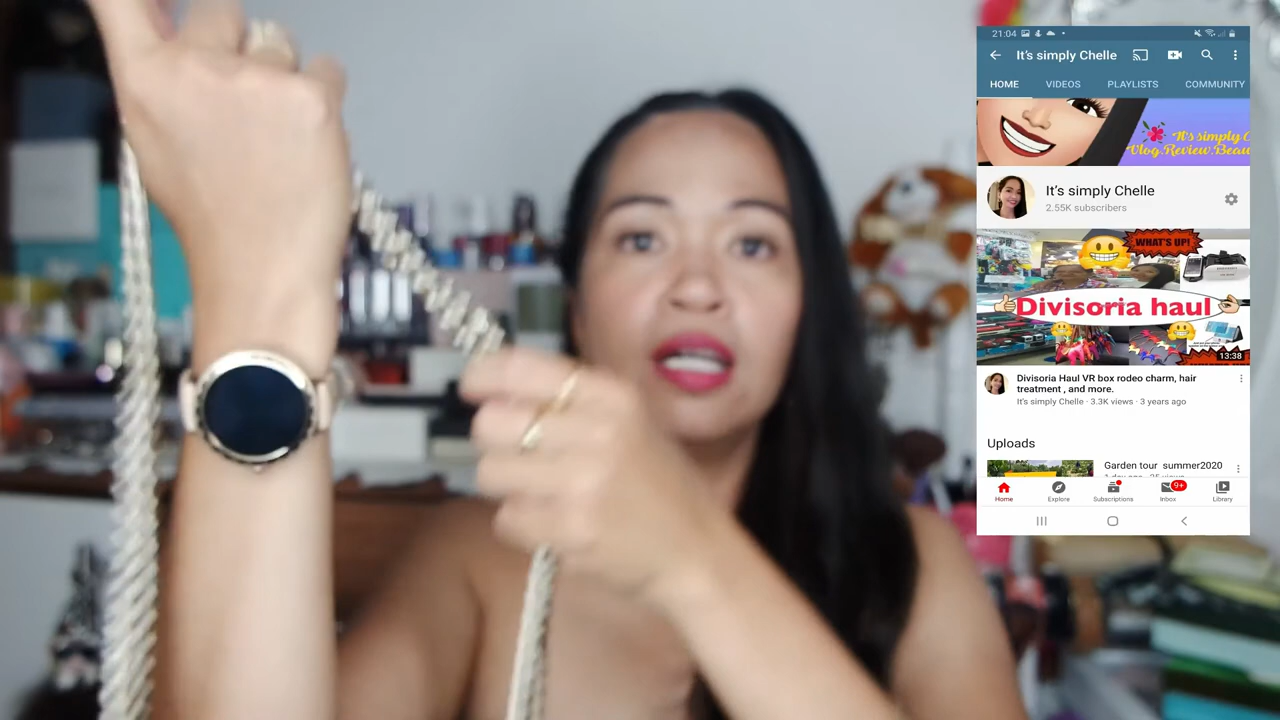 21:04
It's simply Chelle
HOME VIDEOS PLAYLISTS COMMUNITY
It's simply
Vlog.Review.Beau
It's simply Chelle
2.55K subscribers
WHAT'S UP!
Divisoria haul
13:38
Divisoria Haul VR box rodeo charm, hair
treatment , and more.
It's simply Chelle · 3.3K views · 3 years ago
Uploads
Garden tour summer2020
Home Explore Subscriptions 9+ Inbox Library